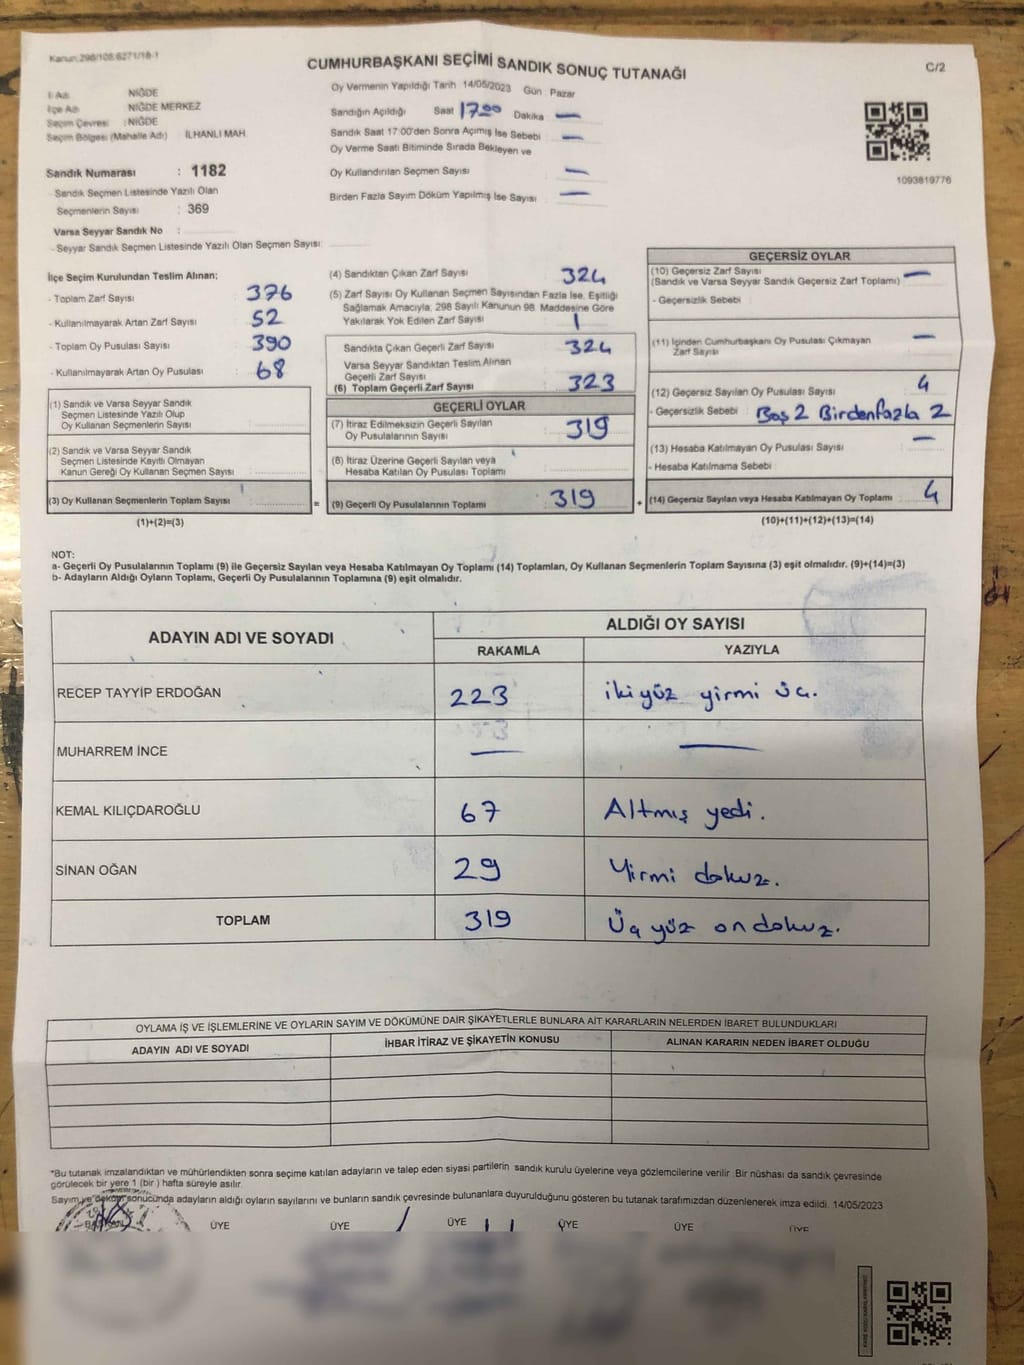 Kanun:298/108:6271/18-1
CUMHURBAŞKANI SEÇİMİ SANDIK SONUÇ TUTANAĞI
C/2
İl Adı : NİĞDE
İlçe Adı : NİĞDE MERKEZ
Seçim Çevresi : NİĞDE
Seçim Bölgesi (Mahalle Adı) : İLHANLI MAH.
Oy Vermenin Yapıldığı Tarih 14/05/2023 Gün : Pazar
Sandığın Açıldığı Saat 17.00 Dakika —
Sandık Saat 17:00'den Sonra Açılmış İse Sebebi —
Oy Verme Saati Bitiminde Sırada Bekleyen ve
Oy Kullandırılan Seçmen Sayısı —
Birden Fazla Sayım Döküm Yapılmış İse Sayısı —
1093819776
Sandık Numarası : 1182
- Sandık Seçmen Listesinde Yazılı Olan
Seçmenlerin Sayısı : 369
Varsa Seyyar Sandık No :
- Seyyar Sandık Seçmen Listesinde Yazılı Olan Seçmen Sayısı:
İlçe Seçim Kurulundan Teslim Alınan;
- Toplam Zarf Sayısı 376
- Kullanılmayarak Artan Zarf Sayısı 52
- Toplam Oy Pusulası Sayısı 390
- Kullanılmayarak Artan Oy Pusulası 68
(1) Sandık ve Varsa Seyyar Sandık
Seçmen Listesinde Yazılı Olup
Oy Kullanan Seçmenlerin Sayısı
(2) Sandık ve Varsa Seyyar Sandık
Seçmen Listesinde Kayıtlı Olmayan
Kanun Gereği Oy Kullanan Seçmen Sayısı
(3) Oy Kullanan Seçmenlerin Toplam Sayısı
(1)+(2)=(3)
=
(4) Sandıktan Çıkan Zarf Sayısı 324
(5) Zarf Sayısı Oy Kullanan Seçmen Sayısından Fazla İse, Eşitliği
Sağlamak Amacıyla, 298 Sayılı Kanunun 98. Maddesine Göre
Yakılarak Yok Edilen Zarf Sayısı 1
Sandıkta Çıkan Geçerli Zarf Sayısı 324
Varsa Seyyar Sandıktan Teslim Alınan
Geçerli Zarf Sayısı
(6) Toplam Geçerli Zarf Sayısı 323
GEÇERLİ OYLAR
(7) İtiraz Edilmeksizin Geçerli Sayılan
Oy Pusulalarının Sayısı 319
(8) İtiraz Üzerine Geçerli Sayılan veya
Hesaba Katılan Oy Pusulası Toplamı
(9) Geçerli Oy Pusulalarının Toplamı 319
+
GEÇERSİZ OYLAR
(10) Geçersiz Zarf Sayısı —
(Sandık ve Varsa Seyyar Sandık Geçersiz Zarf Toplamı)
- Geçersizlik Sebebi :
(11) İçinden Cumhurbaşkanı Oy Pusulası Çıkmayan —
Zarf Sayısı
(12) Geçersiz Sayılan Oy Pusulası Sayısı 4
- Geçersizlik Sebebi : Boş 2 Birdenfazla 2
(13) Hesaba Katılmayan Oy Pusulası Sayısı —
- Hesaba Katılmama Sebebi :
(14) Geçersiz Sayılan veya Hesaba Katılmayan Oy Toplamı 4
(10)+(11)+(12)+(13)=(14)
NOT:
a- Geçerli Oy Pusulalarının Toplamı (9) ile Geçersiz Sayılan veya Hesaba Katılmayan Oy Toplamı (14) Toplamları, Oy Kullanan Seçmenlerin Toplam Sayısına (3) eşit olmalıdır. (9)+(14)=(3)
b- Adayların Aldığı Oyların Toplamı, Geçerli Oy Pusulalarının Toplamına (9) eşit olmalıdır.
ADAYIN ADI VE SOYADI
ALDIĞI OY SAYISI
RAKAMLA YAZIYLA
RECEP TAYYİP ERDOĞAN 223 ikiyüz yirmi üç.
MUHARREM İNCE — —
KEMAL KILIÇDAROĞLU 67 Altmış yedi.
SİNAN OĞAN 29 Yirmi dokuz.
TOPLAM 319 Üç yüz on dokuz.
OYLAMA İŞ VE İŞLEMLERİNE VE OYLARIN SAYIM VE DÖKÜMÜNE DAİR ŞİKAYETLERLE BUNLARA AİT KARARLARIN NELERDEN İBARET BULUNDUKLARI
ADAYIN ADI VE SOYADI İHBAR İTİRAZ VE ŞİKAYETİN KONUSU ALINAN KARARIN NEDEN İBARET OLDUĞU
*Bu tutanak imzalandıktan ve mühürlendikten sonra seçime katılan adayların ve talep eden siyasi partilerin sandık kurulu üyelerine veya gözlemcilerine verilir. Bir nüshası da sandık çevresinde
görülecek bir yere 1 (bir ) hafta süreyle asılır.
Sayım ve döküm sonucunda adayların aldığı oyların sayılarını ve bunların sandık çevresinde bulunanlara duyurulduğunu gösteren bu tutanak tarafımızdan düzenlenerek imza edildi. 14/05/2023
BAŞKAN ÜYE ÜYE ÜYE ÜYE ÜYE ÜYE